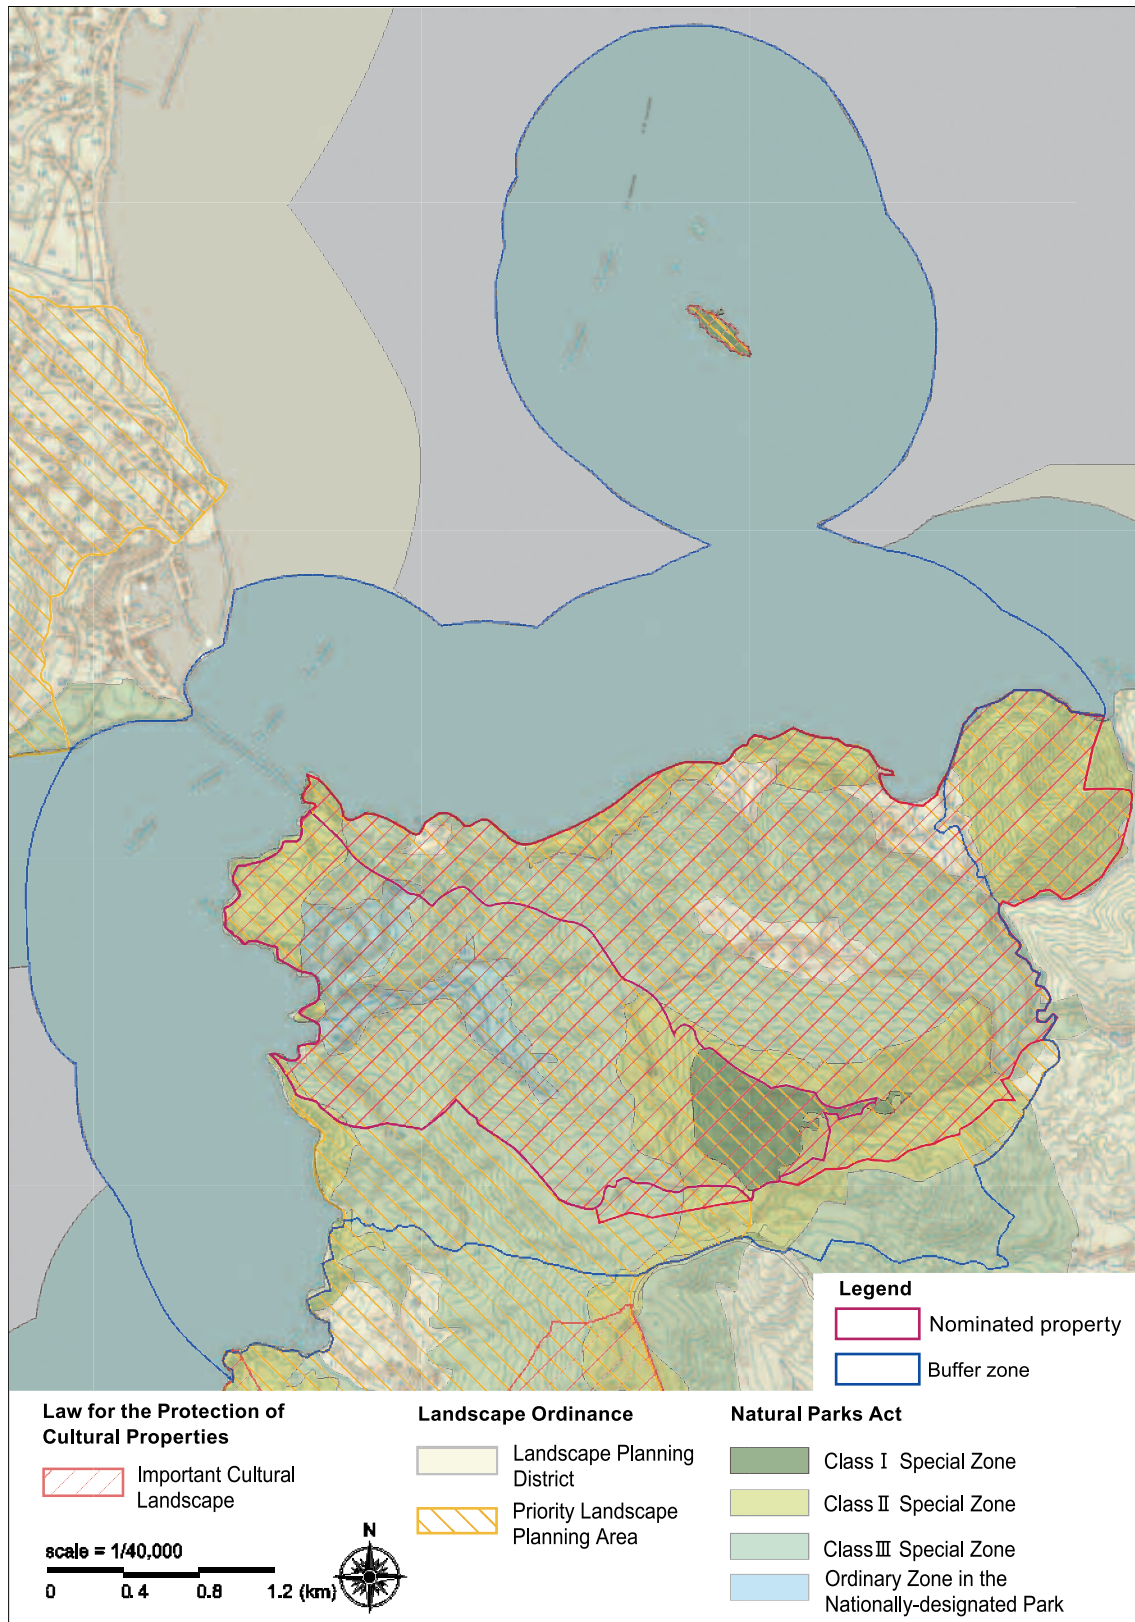 Legend
Nominated property
Buffer zone
Law for the Protection of
Cultural Properties
Important Cultural
Landscape
scale = 1/40,000
0 0.4 0.8 1.2 (km)
N
Landscape Ordinance
Landscape Planning
District
Priority Landscape
Planning Area
Natural Parks Act
Class Ⅰ Special Zone
Class Ⅱ Special Zone
Class Ⅲ Special Zone
Ordinary Zone in the
Nationally-designated Park